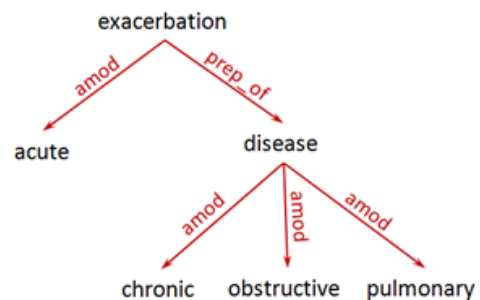 exacerbation
amod prep_of
acute disease
amod amod amod
chronic obstructive pulmonary